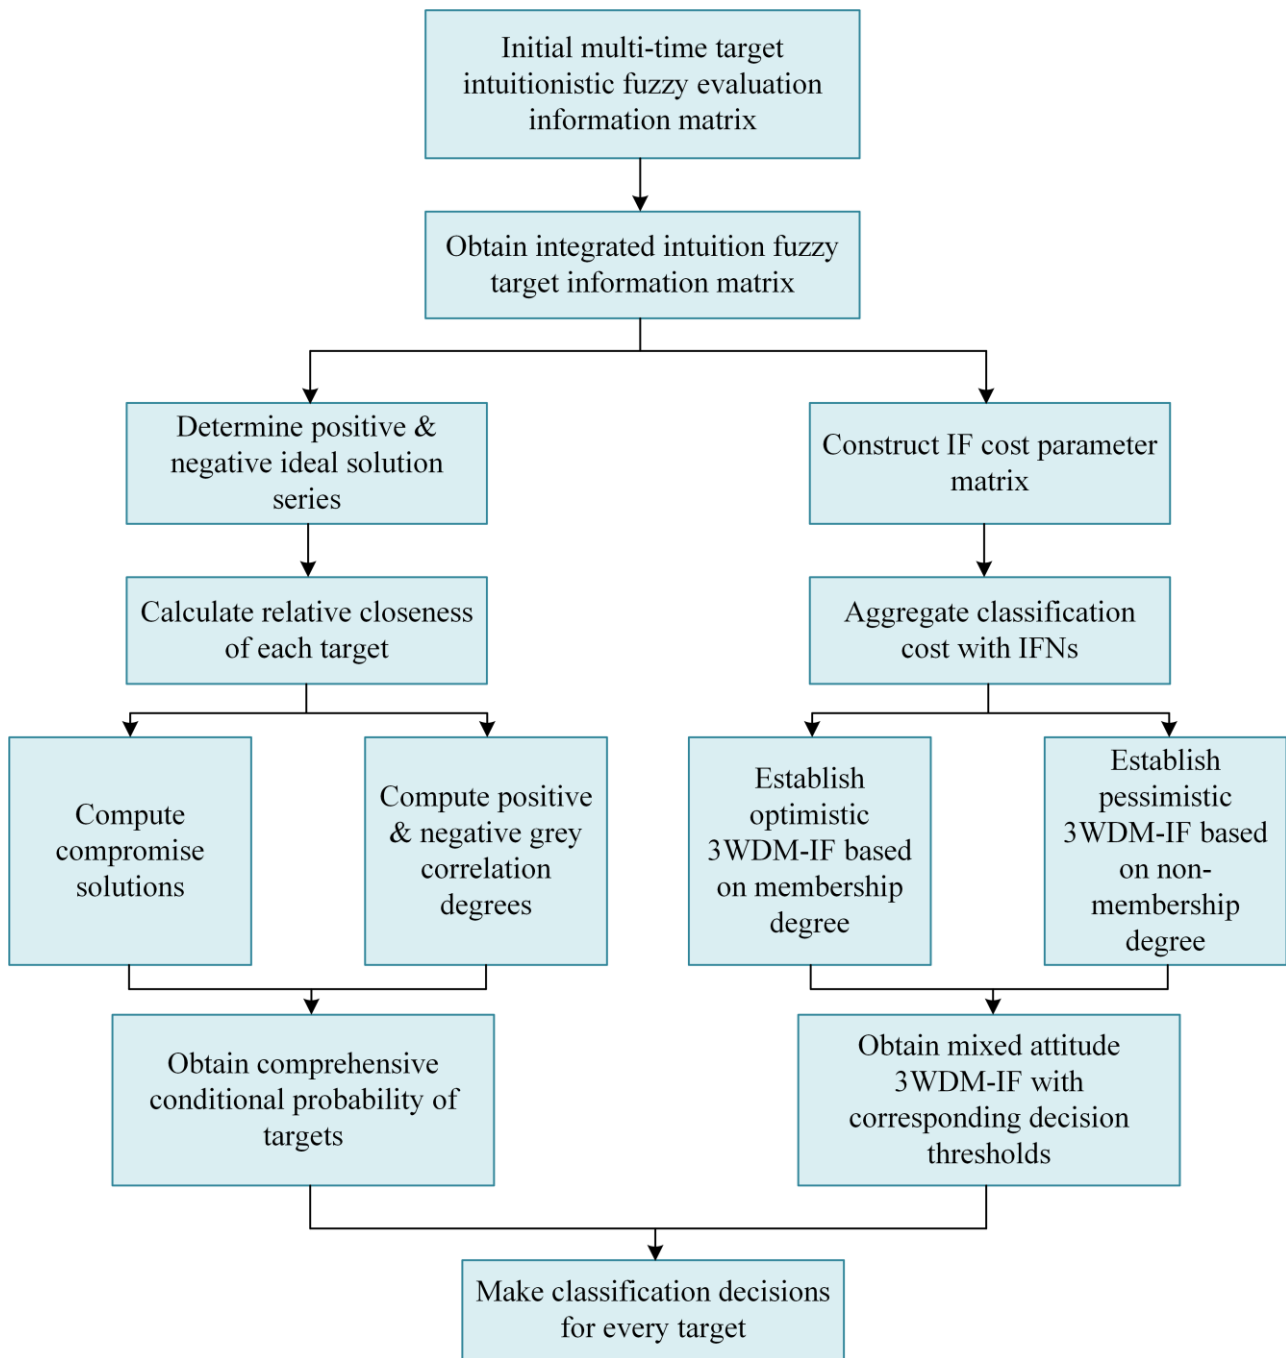 Initial multi-time target
intuitionistic fuzzy evaluation
information matrix
Obtain integrated intuition fuzzy
target information matrix
Determine positive &
negative ideal solution
series
Construct IF cost parameter
matrix
Calculate relative closeness
of each target
Aggregate classification
cost with IFNs
Compute
compromise
solutions
Compute positive
& negative grey
correlation
degrees
Establish
optimistic
3WDM-IF based
on membership
degree
Establish
pessimistic
3WDM-IF based
on non-
membership
degree
Obtain comprehensive
conditional probability of
targets
Obtain mixed attitude
3WDM-IF with
corresponding decision
thresholds
Make classification decisions
for every target